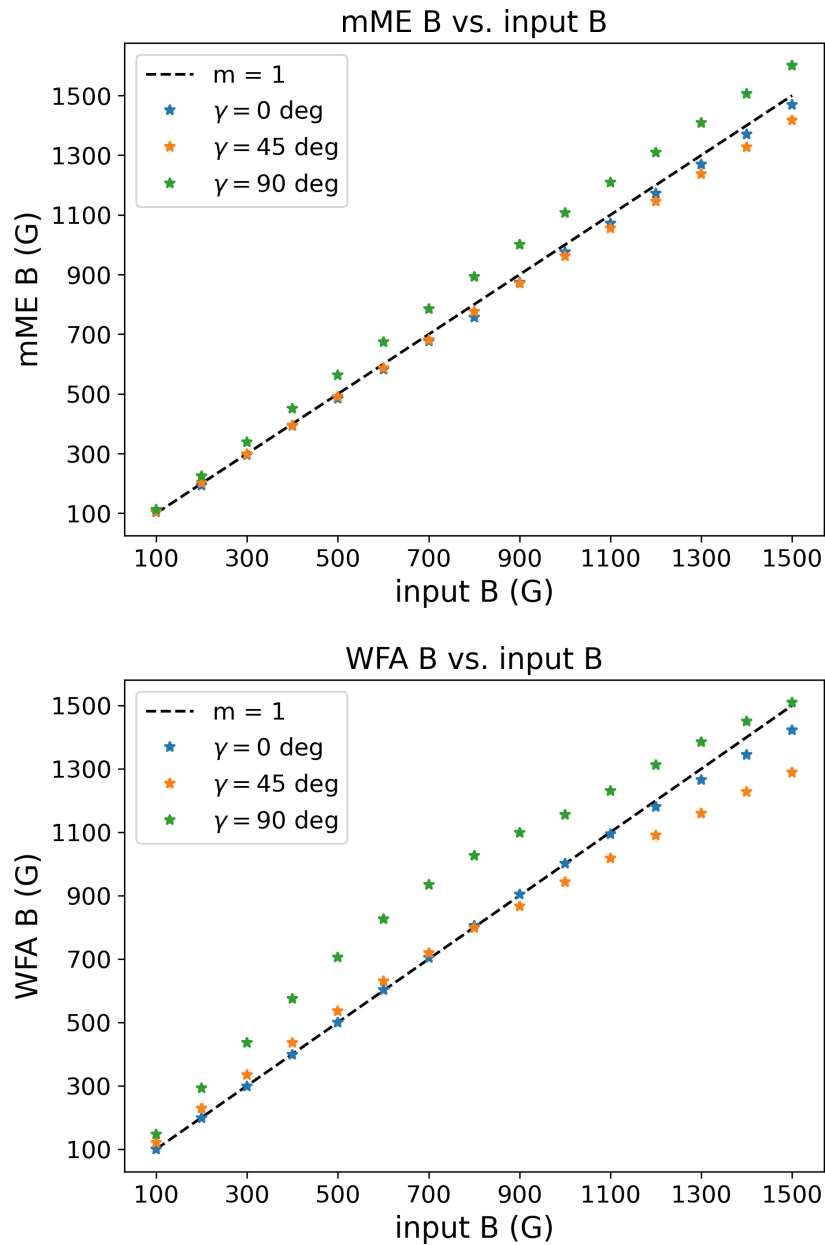 mME B vs. input B
m = 1
γ = 0 deg
γ = 45 deg
γ = 90 deg
mME B (G)
1500
1300
1100
900
700
500
300
100
100 300 500 700 900 1100 1300 1500
input B (G)
WFA B vs. input B
m = 1
γ = 0 deg
γ = 45 deg
γ = 90 deg
WFA B (G)
1500
1300
1100
900
700
500
300
100
100 300 500 700 900 1100 1300 1500
input B (G)